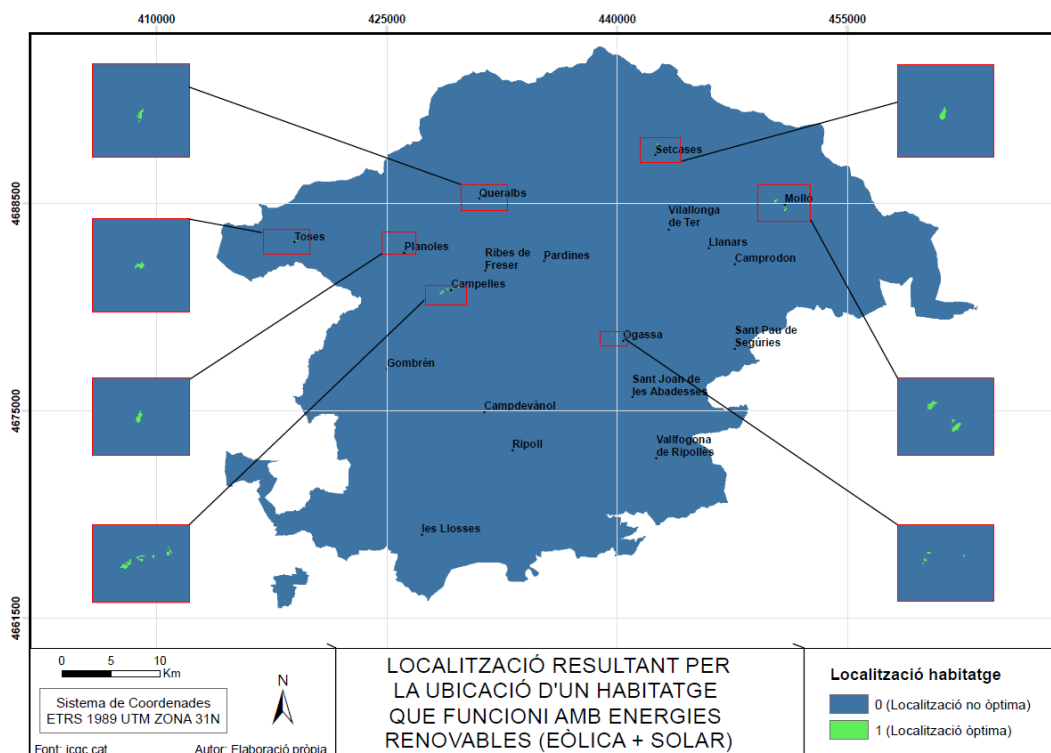 410000 425000 440000 455000
4688500
4675000
4661500
Setcases
Queralbs
Molló
Vilallonga
de Ter
Toses
Planoles
Llanars
Ribes de
Freser
Pardines
Camprodon
Campelles
Ogassa
Sant Pau de
Segúries
Gombrèn
Sant Joan de
les Abadesses
Campdevànol
Ripoll
Vallfogona
de Ripolles
les Llosses
0 5 10
Km
N
Sistema de Coordenades
ETRS 1989 UTM ZONA 31N
Font: icgc.cat Autor: Elaboració pròpia
LOCALITZACIÓ RESULTANT PER
LA UBICACIÓ D'UN HABITATGE
QUE FUNCIONI AMB ENERGIES
RENOVABLES (EÒLICA + SOLAR)
Localització habitatge
0 (Localització no òptima)
1 (Localització òptima)